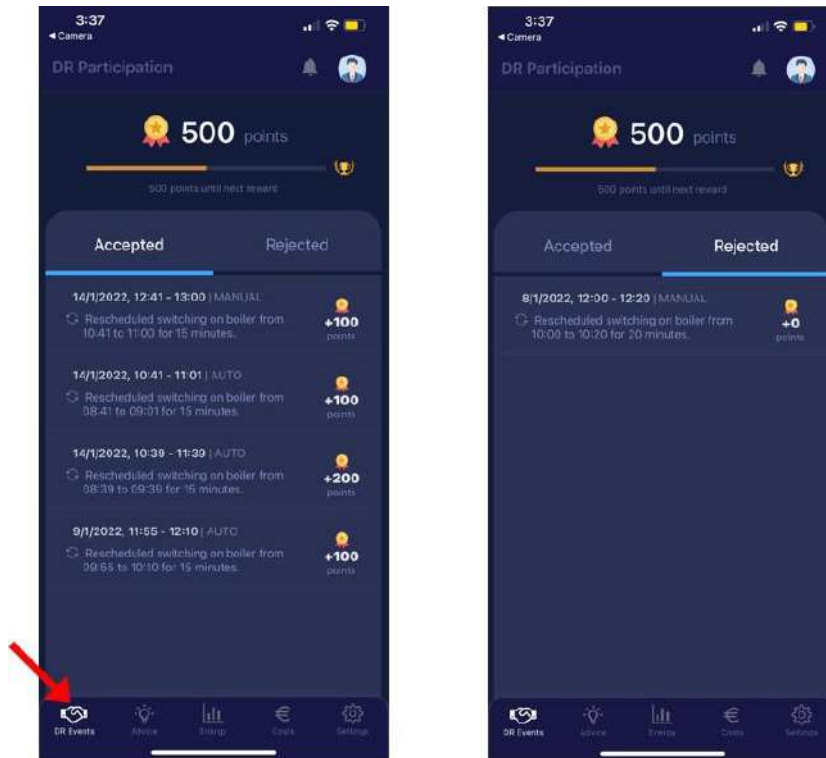 3:37
◄ Camera
DR Participation
500 points
500 points until next reward
Accepted
Rejected
14/1/2022, 12:41 - 13:00 | MANUAL
Rescheduled switching on boiler from
10:41 to 11:00 for 15 minutes.
+100
points
14/1/2022, 10:41 - 11:01 | AUTO
Rescheduled switching on boiler from
08:41 to 09:01 for 15 minutes.
+100
points
14/1/2022, 10:39 - 11:39 | AUTO
Rescheduled switching on boiler from
08:39 to 09:39 for 15 minutes.
+200
points
9/1/2022, 11:55 - 12:10 | AUTO
Rescheduled switching on boiler from
09:55 to 10:10 for 15 minutes.
+100
points
DR Events
Advice
Energy
Costs
Settings
3:37
◄ Camera
DR Participation
500 points
500 points until next reward
Accepted
Rejected
8/1/2022, 12:00 - 12:20 | MANUAL
Rescheduled switching on boiler from
10:00 to 10:20 for 20 minutes.
+0
points
DR Events
Advice
Energy
Costs
Settings